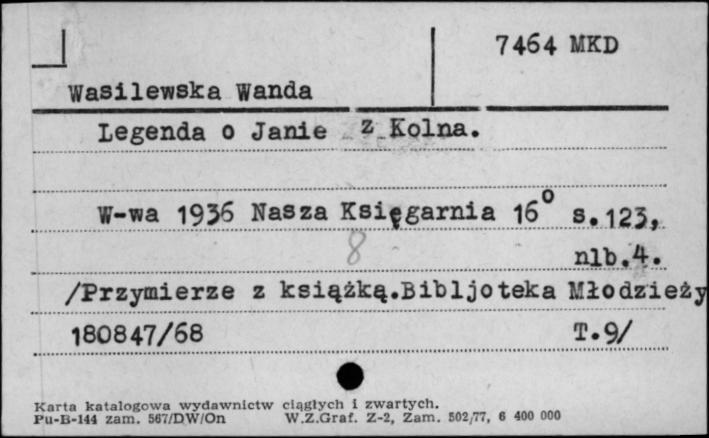 7464 MKD
Wasilewska Wanda
Legenda o Janie z Kolna.
W-wa 1936 Nasza Księgarnia 16° s.123,
8
nlb.4.
/Przymierze z książką.Bibljoteka Młodzieży
180847/68 T.9/
Karta katalogowa wydawnictw ciągłych i zwartych.
Pu-B-144 zam. 567/DW/On W.Z.Graf. Z-2, Zam. 502/77, 6 400 000